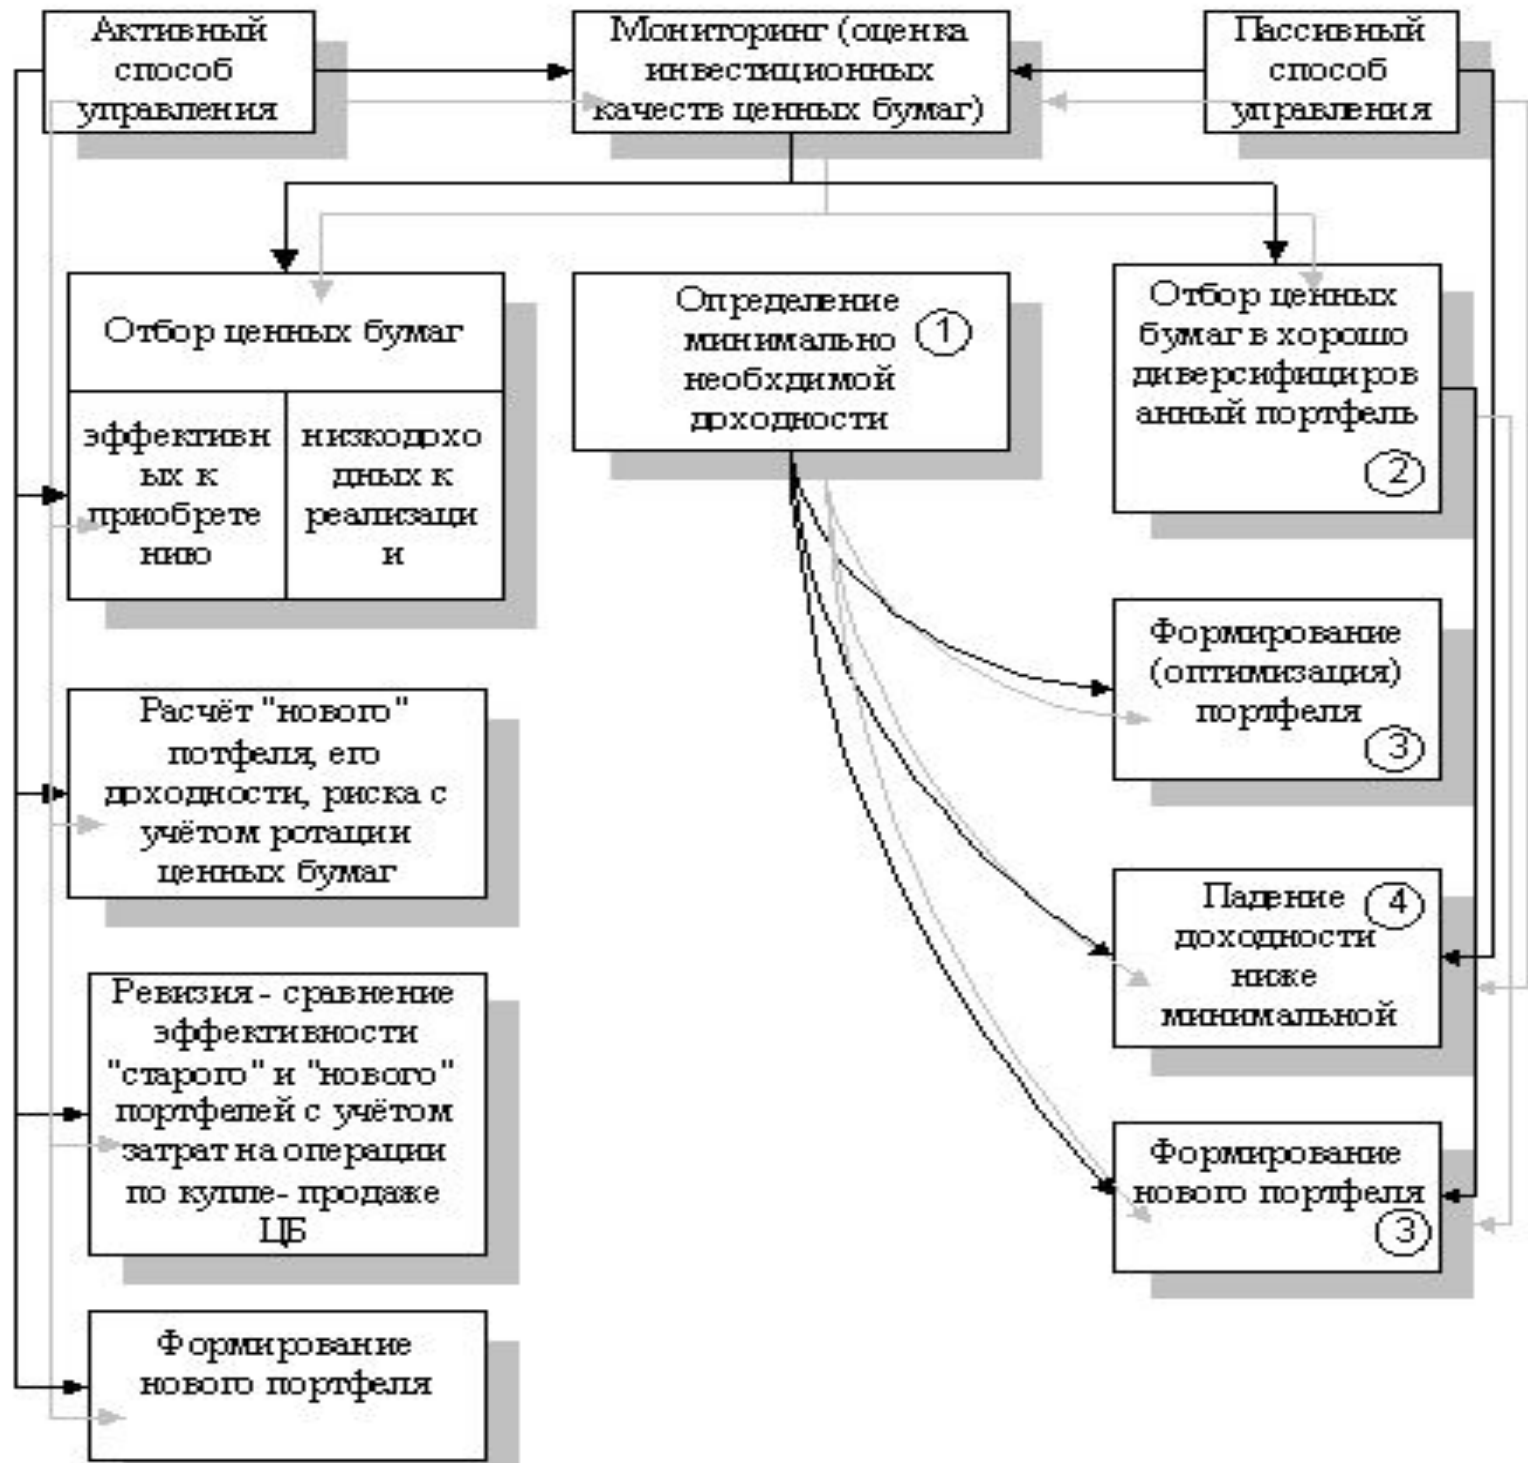 Активный
способ
управления
Мониторинг (оценка
инвестиционных
качеств ценных бумаг)
Пассивный
способ
управления
Отбор ценных бумаг
эффективн
ых к
приобрете
нию
низкодохо
дных к
реализаци
и
Определение
минимально
необхдимой
доходности
1
Отбор ценных
бумаг в хорошо
диверсифициров
анный портфель
2
Формирование
(оптимизация)
портфеля
3
Расчёт "нового"
потфеля, его
доходности, риска с
учётом ротации
ценных бумаг
Падение
доходности
ниже
минимальной
4
Ревизия - сравнение
эффективности
"старого" и "нового"
портфелей с учётом
затрат на операции
по купле- продаже
ЦБ
Формирование
нового портфеля
3
Формирование
нового портфеля